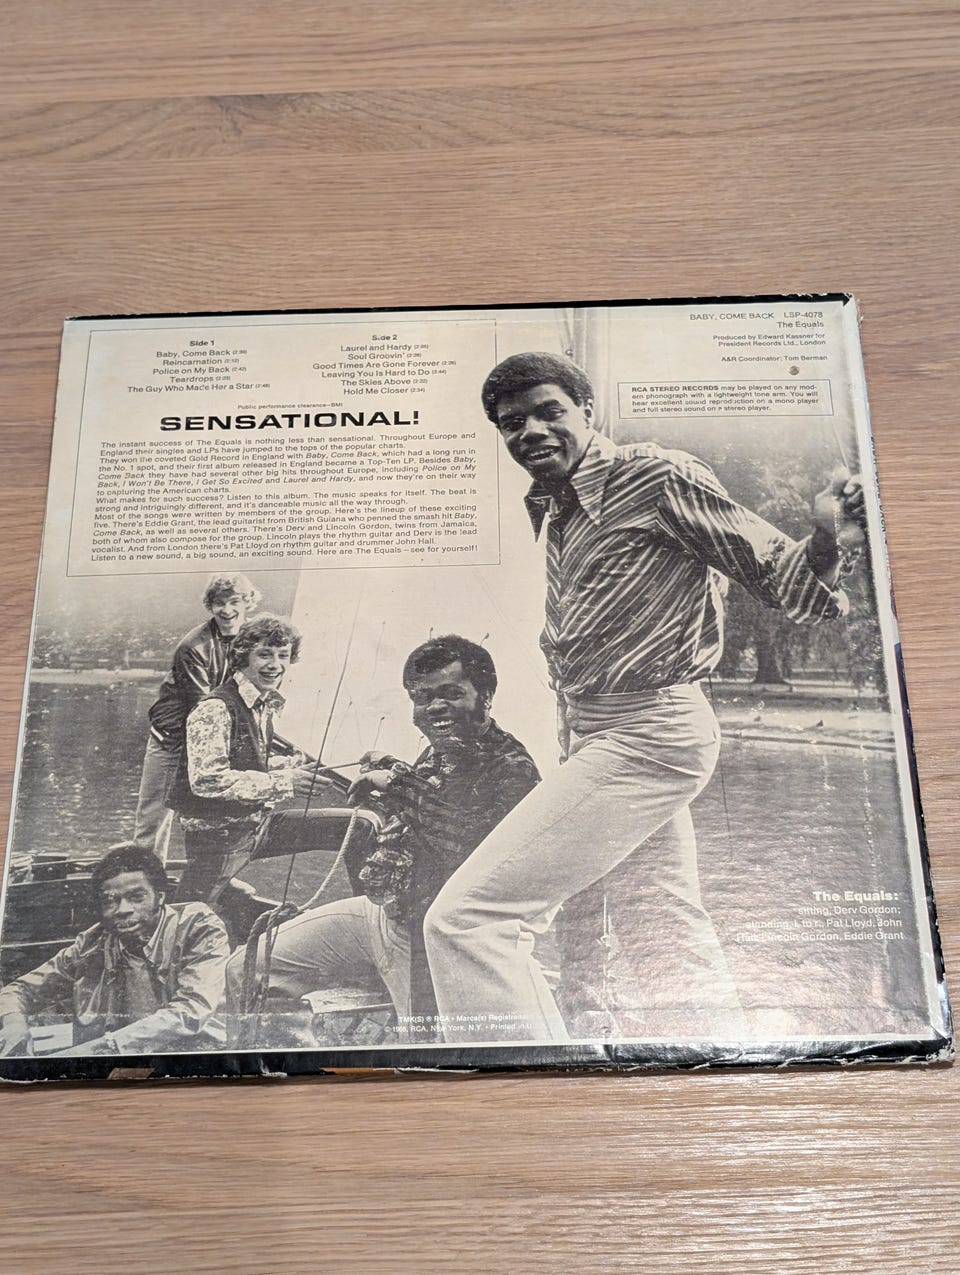 BABY, COME BACK LSP-4078
The Equals
Produced by Edward Kassner for
President Records Ltd., London
A&R Coordinator: Tom Berman
RCA STEREO RECORDS may be played on any mod-
ern phonograph with a lightweight tone arm. You will
hear excellent sound reproduction on a mono player
and full stereo sound on a stereo player.
Side 1
Baby, Come Back (2:30)
Reincarnation (2:12)
Police on My Back (2:42)
Teardrops (2:23)
The Guy Who Made Her a Star (2:48)
Side 2
Laurel and Hardy (2:05)
Soul Groovin' (2:26)
Good Times Are Gone Forever (2:26)
Leaving You Is Hard to Do (3:44)
The Skies Above (2:22)
Hold Me Closer (2:34)
Public performance clearance—BMI
SENSATIONAL!
The instant success of The Equals is nothing less than sensational. Throughout Europe and
England their singles and LPs have jumped to the tops of the popular charts.
They won the coveted Gold Record in England with Baby, Come Back, which had a long run in
the No. 1 spot, and their first album released in England became a Top-Ten LP. Besides Baby,
Come Back they have had several other big hits throughout Europe, including Police on My
Back, I Won't Be There, I Get So Excited and Laurel and Hardy, and now they're on their way
to capturing the American charts.
What makes for such success? Listen to this album. The music speaks for itself. The beat is
strong and intriguingly different, and it's danceable music all the way through.
Most of the songs were written by members of the group. Here's the lineup of these exciting
five. There's Eddie Grant, the lead guitarist from British Guiana who penned the smash hit Baby,
Come Back, as well as several others. There's Derv and Lincoln Gordon, twins from Jamaica,
both of whom also compose for the group. Lincoln plays the rhythm guitar and Derv is the lead
vocalist. And from London there's Pat Lloyd on rhythm guitar and drummer John Hall.
Listen to a new sound, a big sound, an exciting sound. Here are The Equals—see for yourself!
The Equals:
sitting, Derv Gordon;
standing, l. to r., Pat Lloyd, John
Hall, Lincoln Gordon, Eddie Grant
TMK(S) ® RCA • Marca(s) Registrada(s)
© 1968, RCA, New York, N.Y. • Printed in U